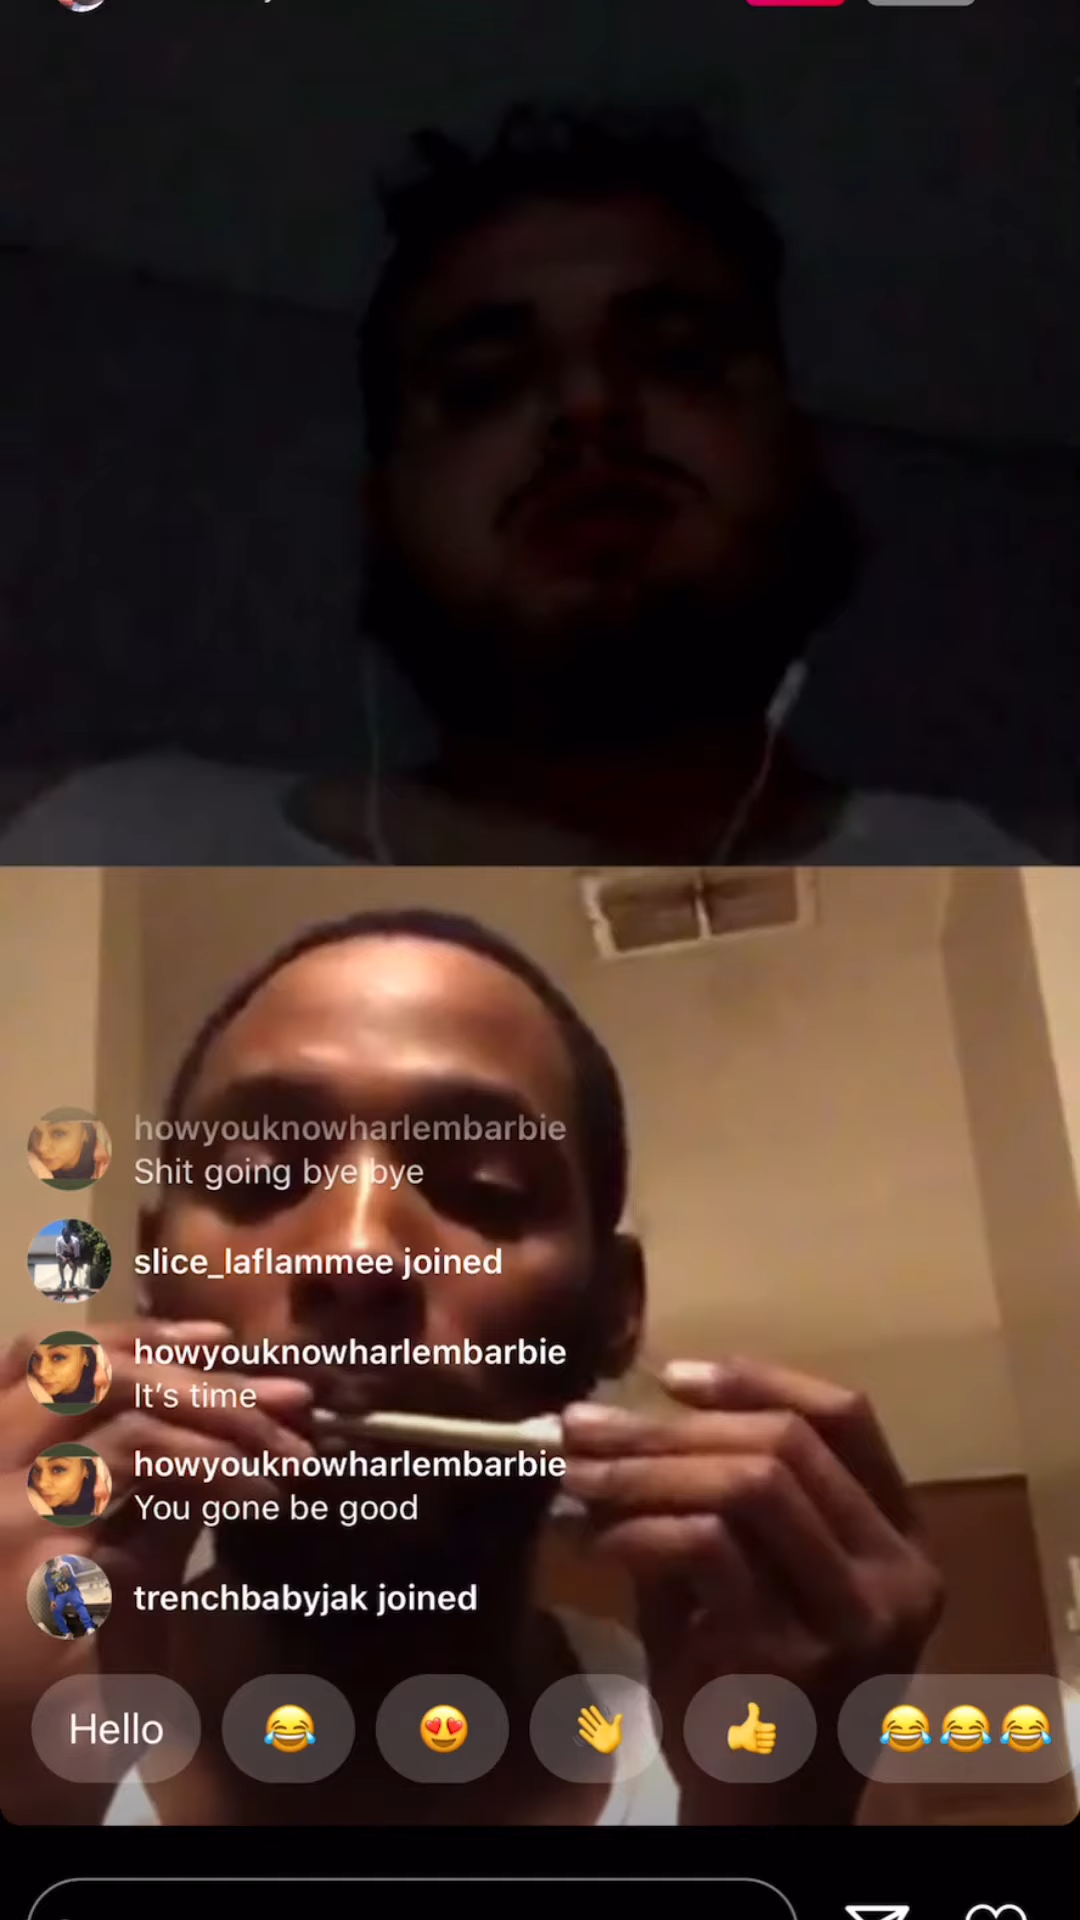 howyouknowharlembarbie
Shit going bye bye
slice_laflammee joined
howyouknowharlembarbie
It's time
howyouknowharlembarbie
You gone be good
trenchbabyjak joined
Hello